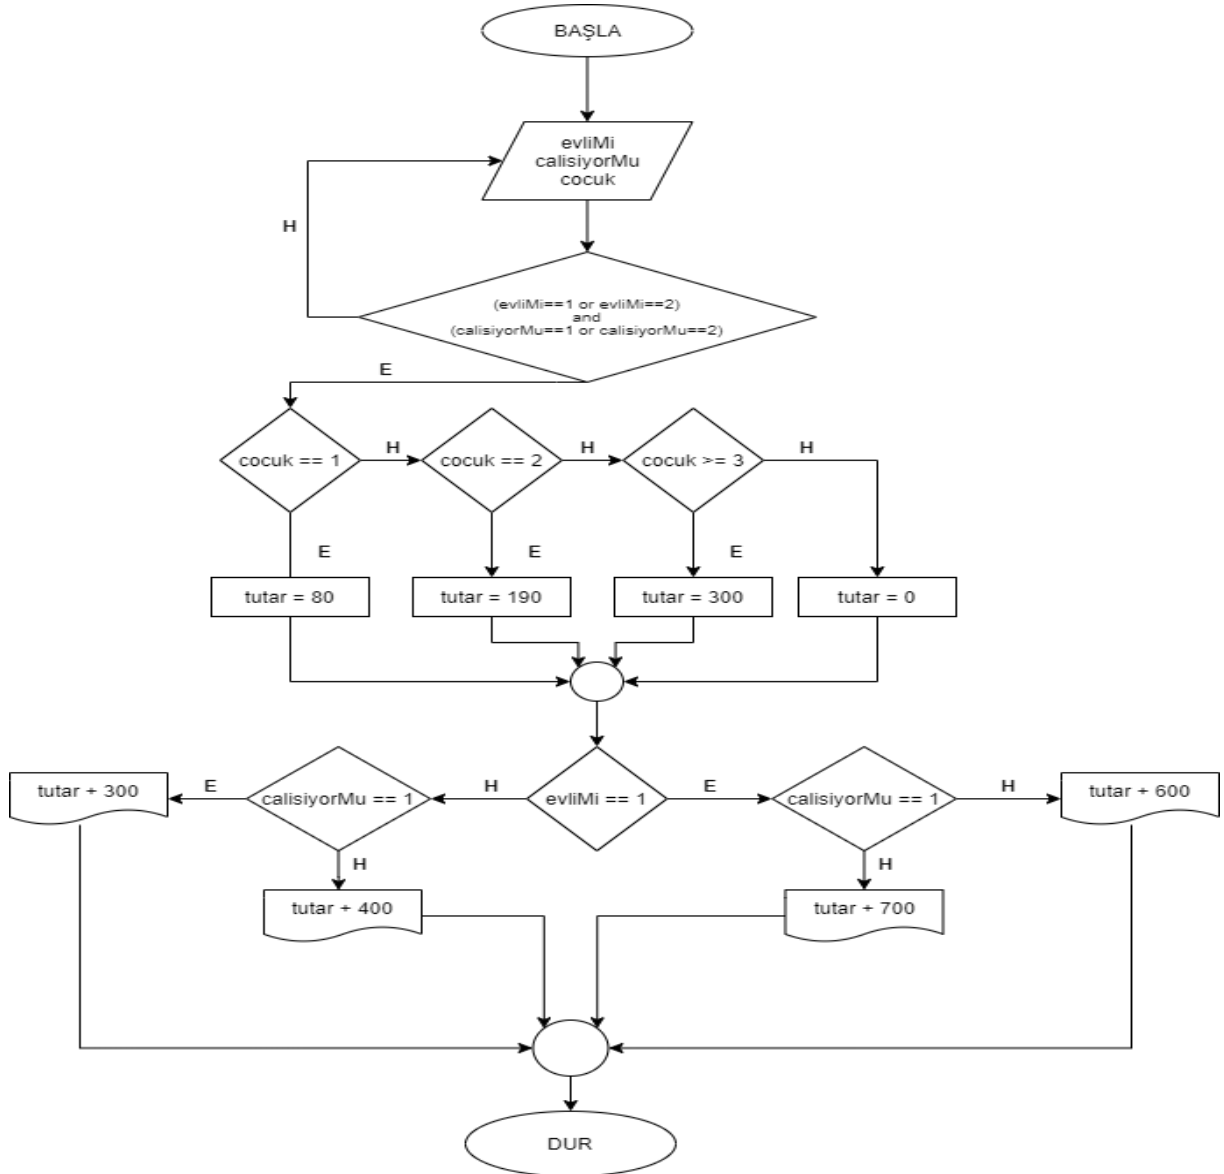 BAŞLA
evliMi
calisiyorMu
cocuk
H
(evliMi==1 or evliMi==2)
and
(calisiyorMu==1 or calisiyorMu==2)
E
cocuk == 1
H
cocuk == 2
H
cocuk >= 3
H
E
E
E
tutar = 80
tutar = 190
tutar = 300
tutar = 0
tutar + 300
E
calisiyorMu == 1
H
evliMi == 1
E
calisiyorMu == 1
H
tutar + 600
H
H
tutar + 400
tutar + 700
DUR